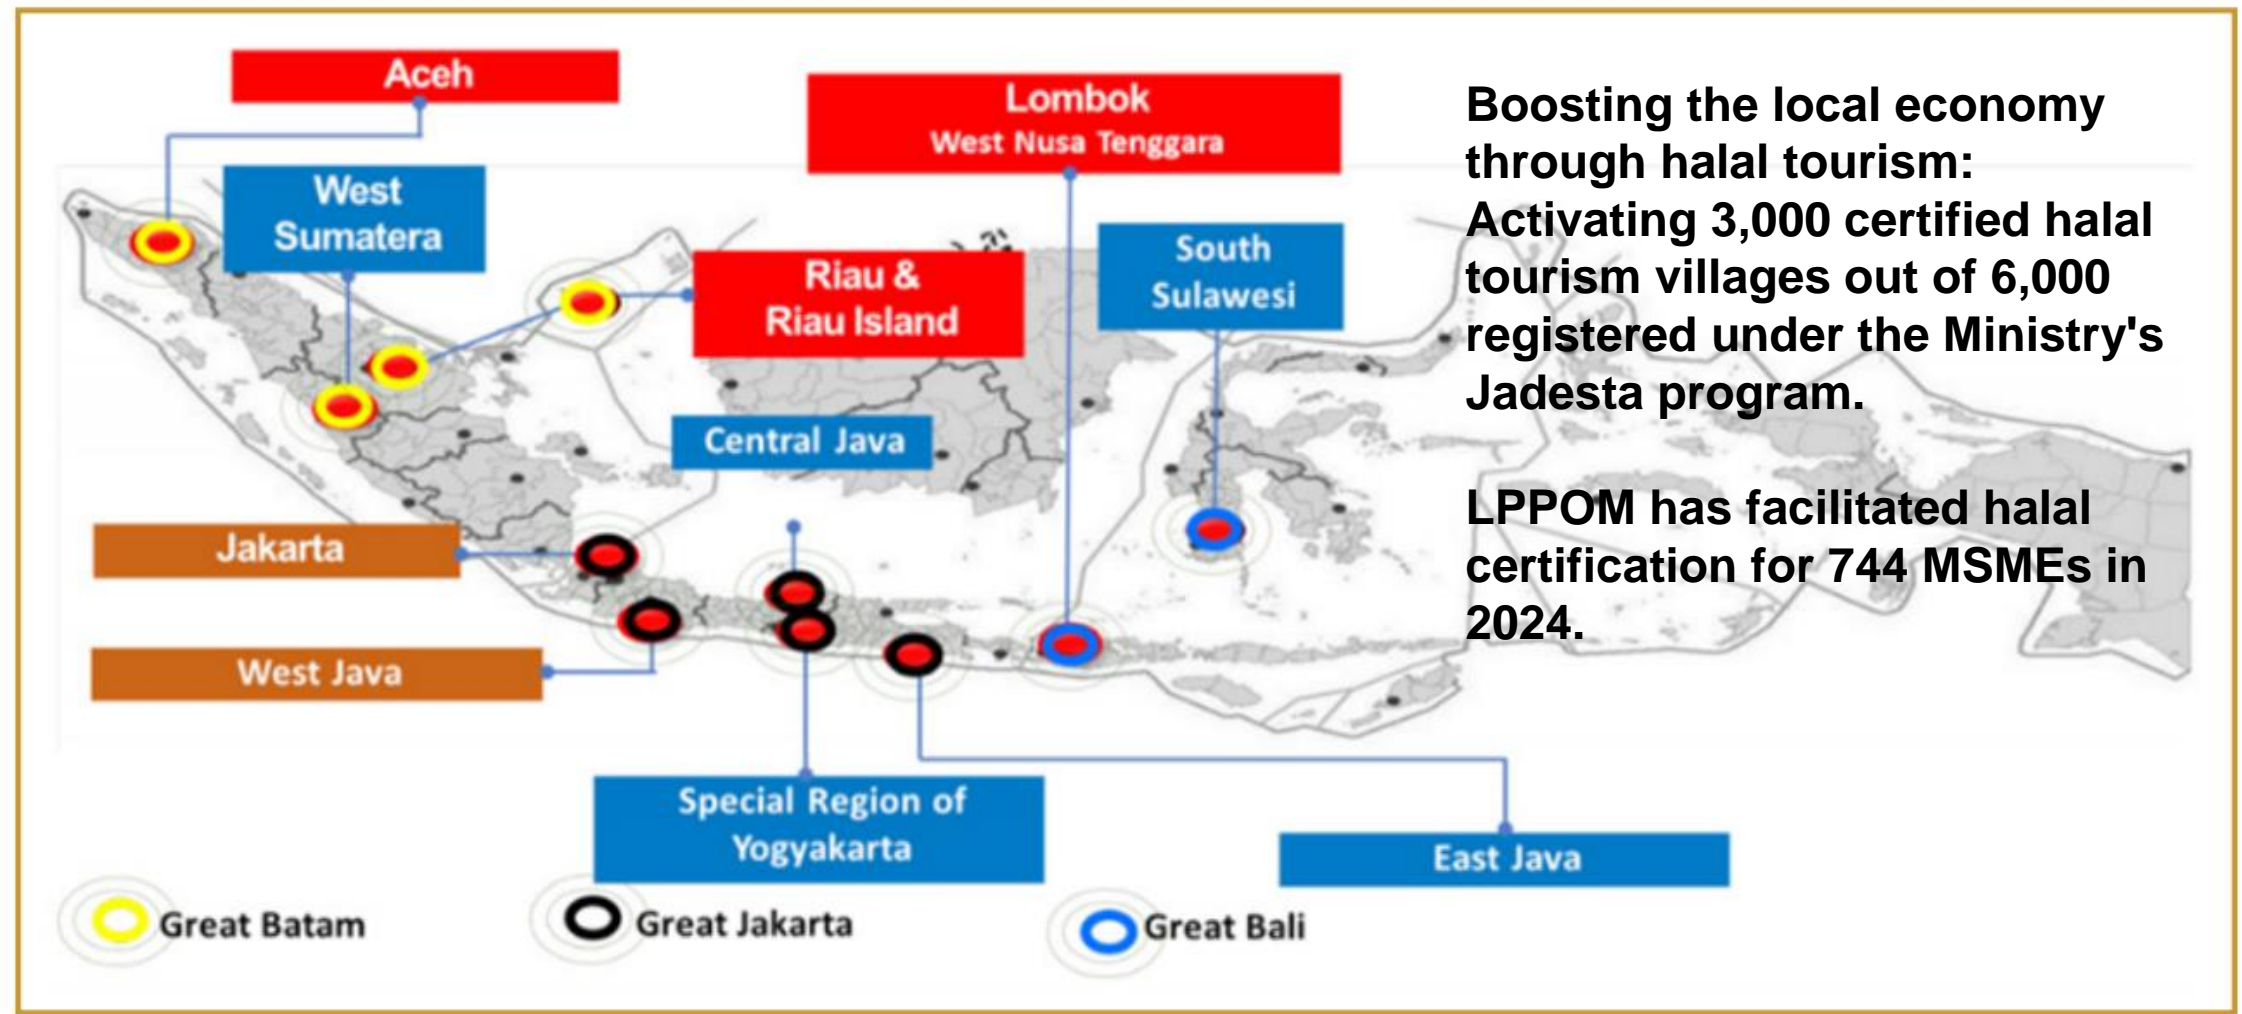 Aceh
Lombok
West Nusa Tenggara
West
Sumatera
Riau &
Riau Island
South
Sulawesi
Central Java
Jakarta
West Java
Special Region of
Yogyakarta
East Java
Great Batam
Great Jakarta
Great Bali
Boosting the local economy
through halal tourism:
Activating 3,000 certified halal
tourism villages out of 6,000
registered under the Ministry's
Jadesta program.
LPPOM has facilitated halal
certification for 744 MSMEs in
2024.